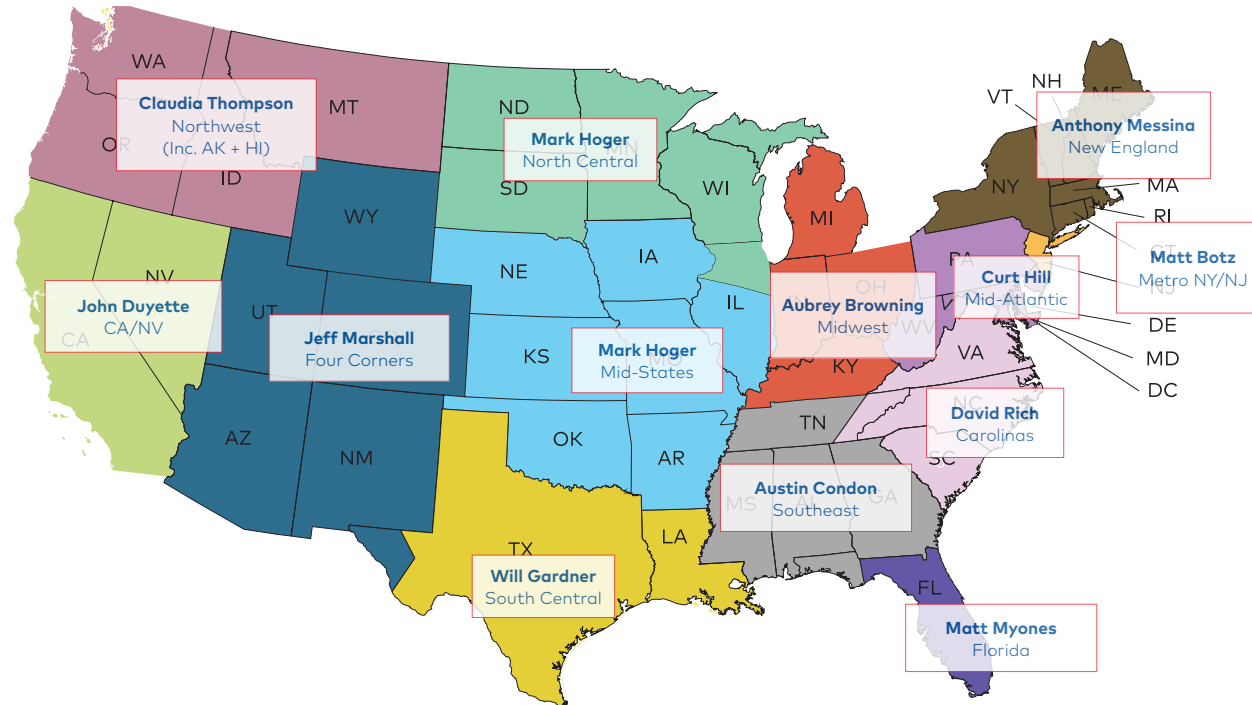 WA
Claudia Thompson
Northwest
(Inc. AK + HI)
OR
ID
MT
ND
Mark Hoger
North Central
MN
SD
WI
MI
VT
NH
ME
Anthony Messina
New England
NY
MA
RI
CT
Matt Botz
Metro NY/NJ
NJ
PA
Curt Hill
Mid-Atlantic
DE
MD
DC
WY
NE
IA
IL
OH
Aubrey Browning
Midwest
WV
KY
VA
NV
John Duyette
CA/NV
CA
UT
Jeff Marshall
Four Corners
KS
Mark Hoger
Mid-States
MO
AZ
NM
OK
AR
TN
NC
David Rich
Carolinas
SC
Austin Condon
Southeast
MS
AL
GA
TX
Will Gardner
South Central
LA
FL
Matt Myones
Florida